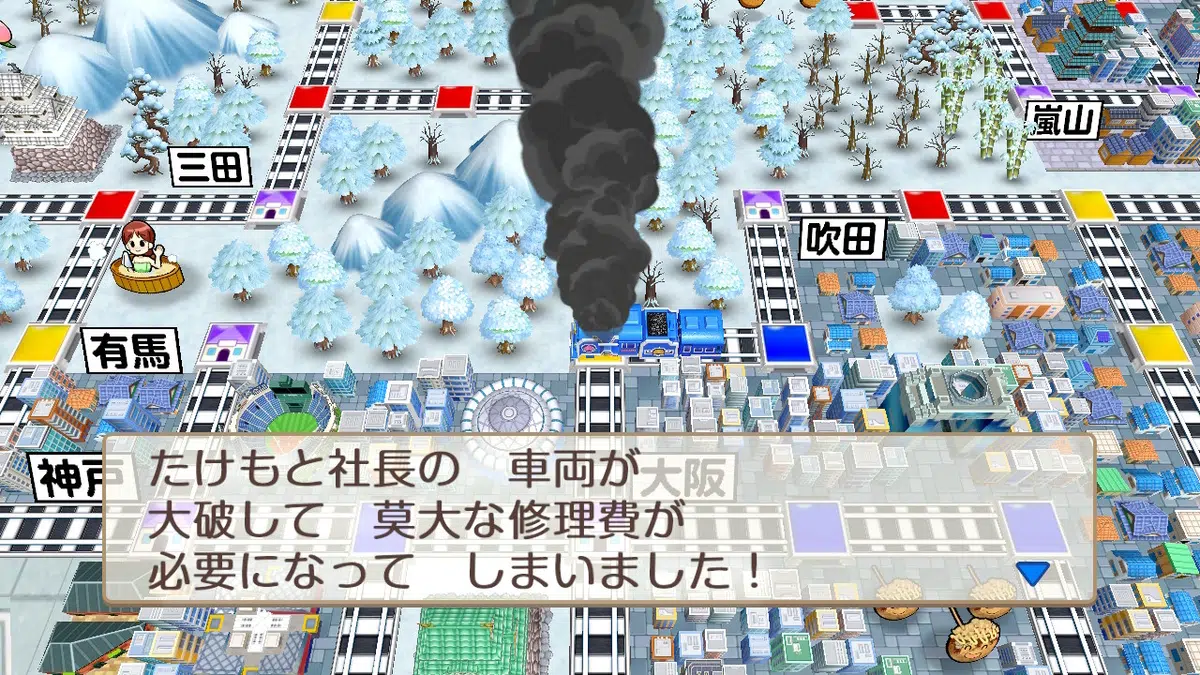 嵐山
三田
吹田
有馬
神戸
大阪
たけもと社長の　車両が
大破して　莫大な修理費が
必要になって　しまいました！